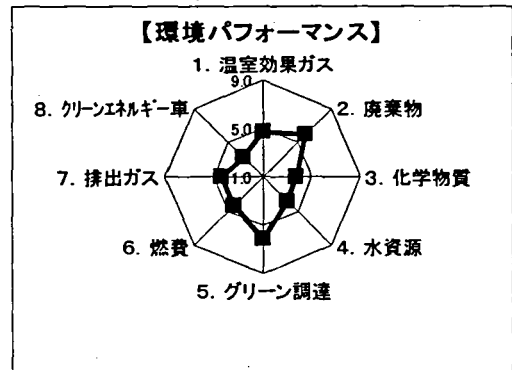 【環境パフォーマンス】
1. 温室効果ガス
9.0
8. クリーンエネルギー車
2. 廃棄物
5.0
7. 排出ガス
1.0
3. 化学物質
6. 燃費
4. 水資源
5. グリーン調達